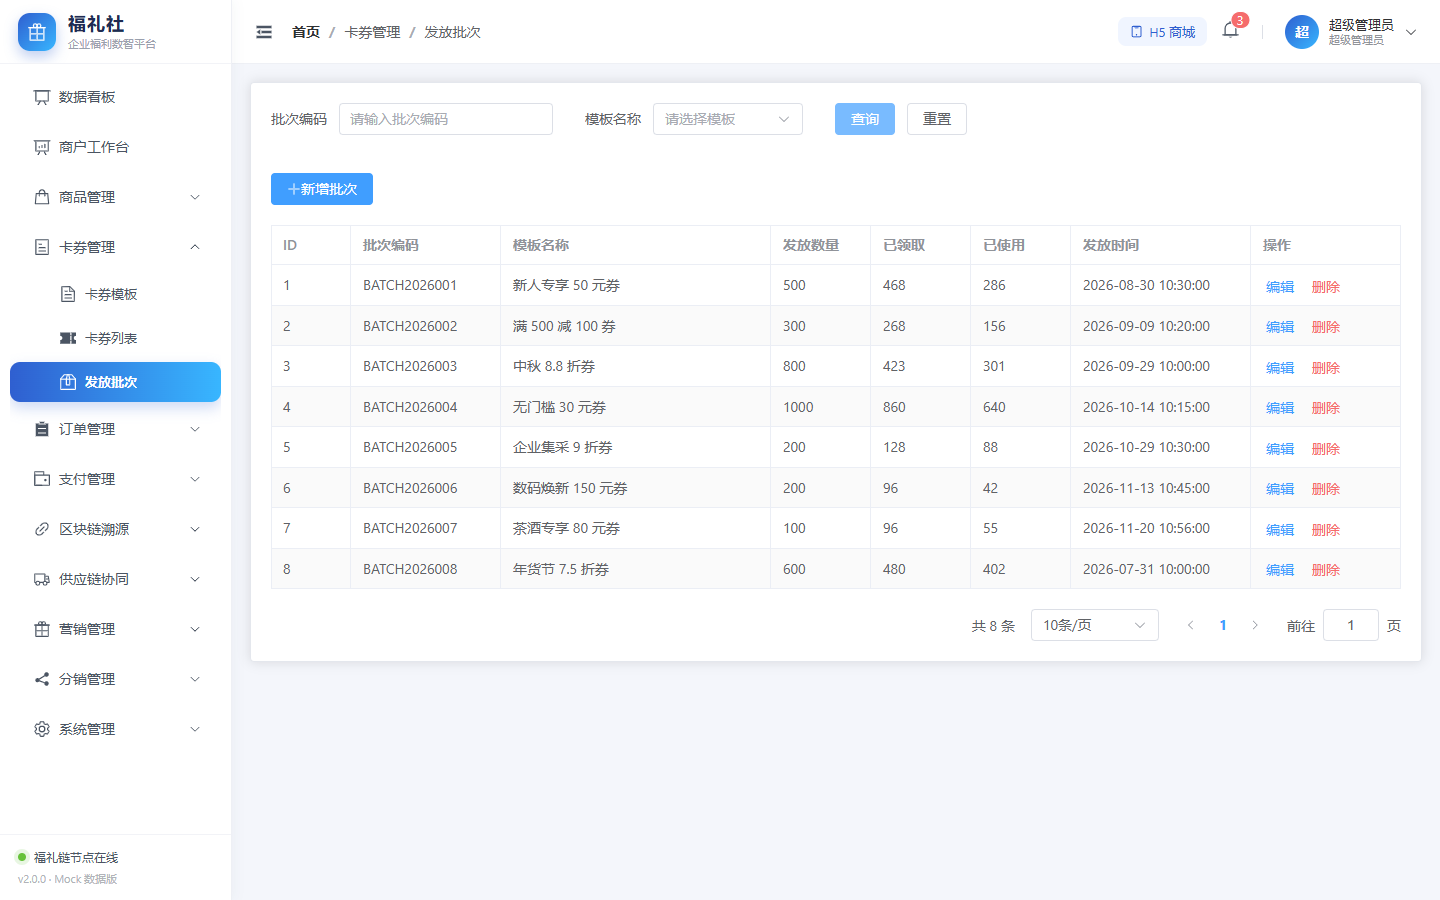 福礼社
企业福利数智平台
数据看板
商户工作台
商品管理
卡券管理
卡券模板
卡券列表
发放批次
订单管理
支付管理
区块链溯源
供应链协同
营销管理
分销管理
系统管理
福礼链节点在线
v2.0.0 · Mock 数据版
首页 / 卡券管理 / 发放批次
H5 商城
3
超
超级管理员
超级管理员
批次编码 请输入批次编码 模板名称 请选择模板 查询 重置
新增批次
ID 批次编码 模板名称 发放数量 已领取 已使用 发放时间 操作
1 BATCH2026001 新人专享 50 元券 500 468 286 2026-08-30 10:30:00 编辑 删除
2 BATCH2026002 满 500 减 100 券 300 268 156 2026-09-09 10:20:00 编辑 删除
3 BATCH2026003 中秋 8.8 折券 800 423 301 2026-09-29 10:00:00 编辑 删除
4 BATCH2026004 无门槛 30 元券 1000 860 640 2026-10-14 10:15:00 编辑 删除
5 BATCH2026005 企业集采 9 折券 200 128 88 2026-10-29 10:30:00 编辑 删除
6 BATCH2026006 数码焕新 150 元券 200 96 42 2026-11-13 10:45:00 编辑 删除
7 BATCH2026007 茶酒专享 80 元券 100 96 55 2026-11-20 10:56:00 编辑 删除
8 BATCH2026008 年货节 7.5 折券 600 480 402 2026-07-31 10:00:00 编辑 删除
共 8 条 10条/页 1 前往 1 页